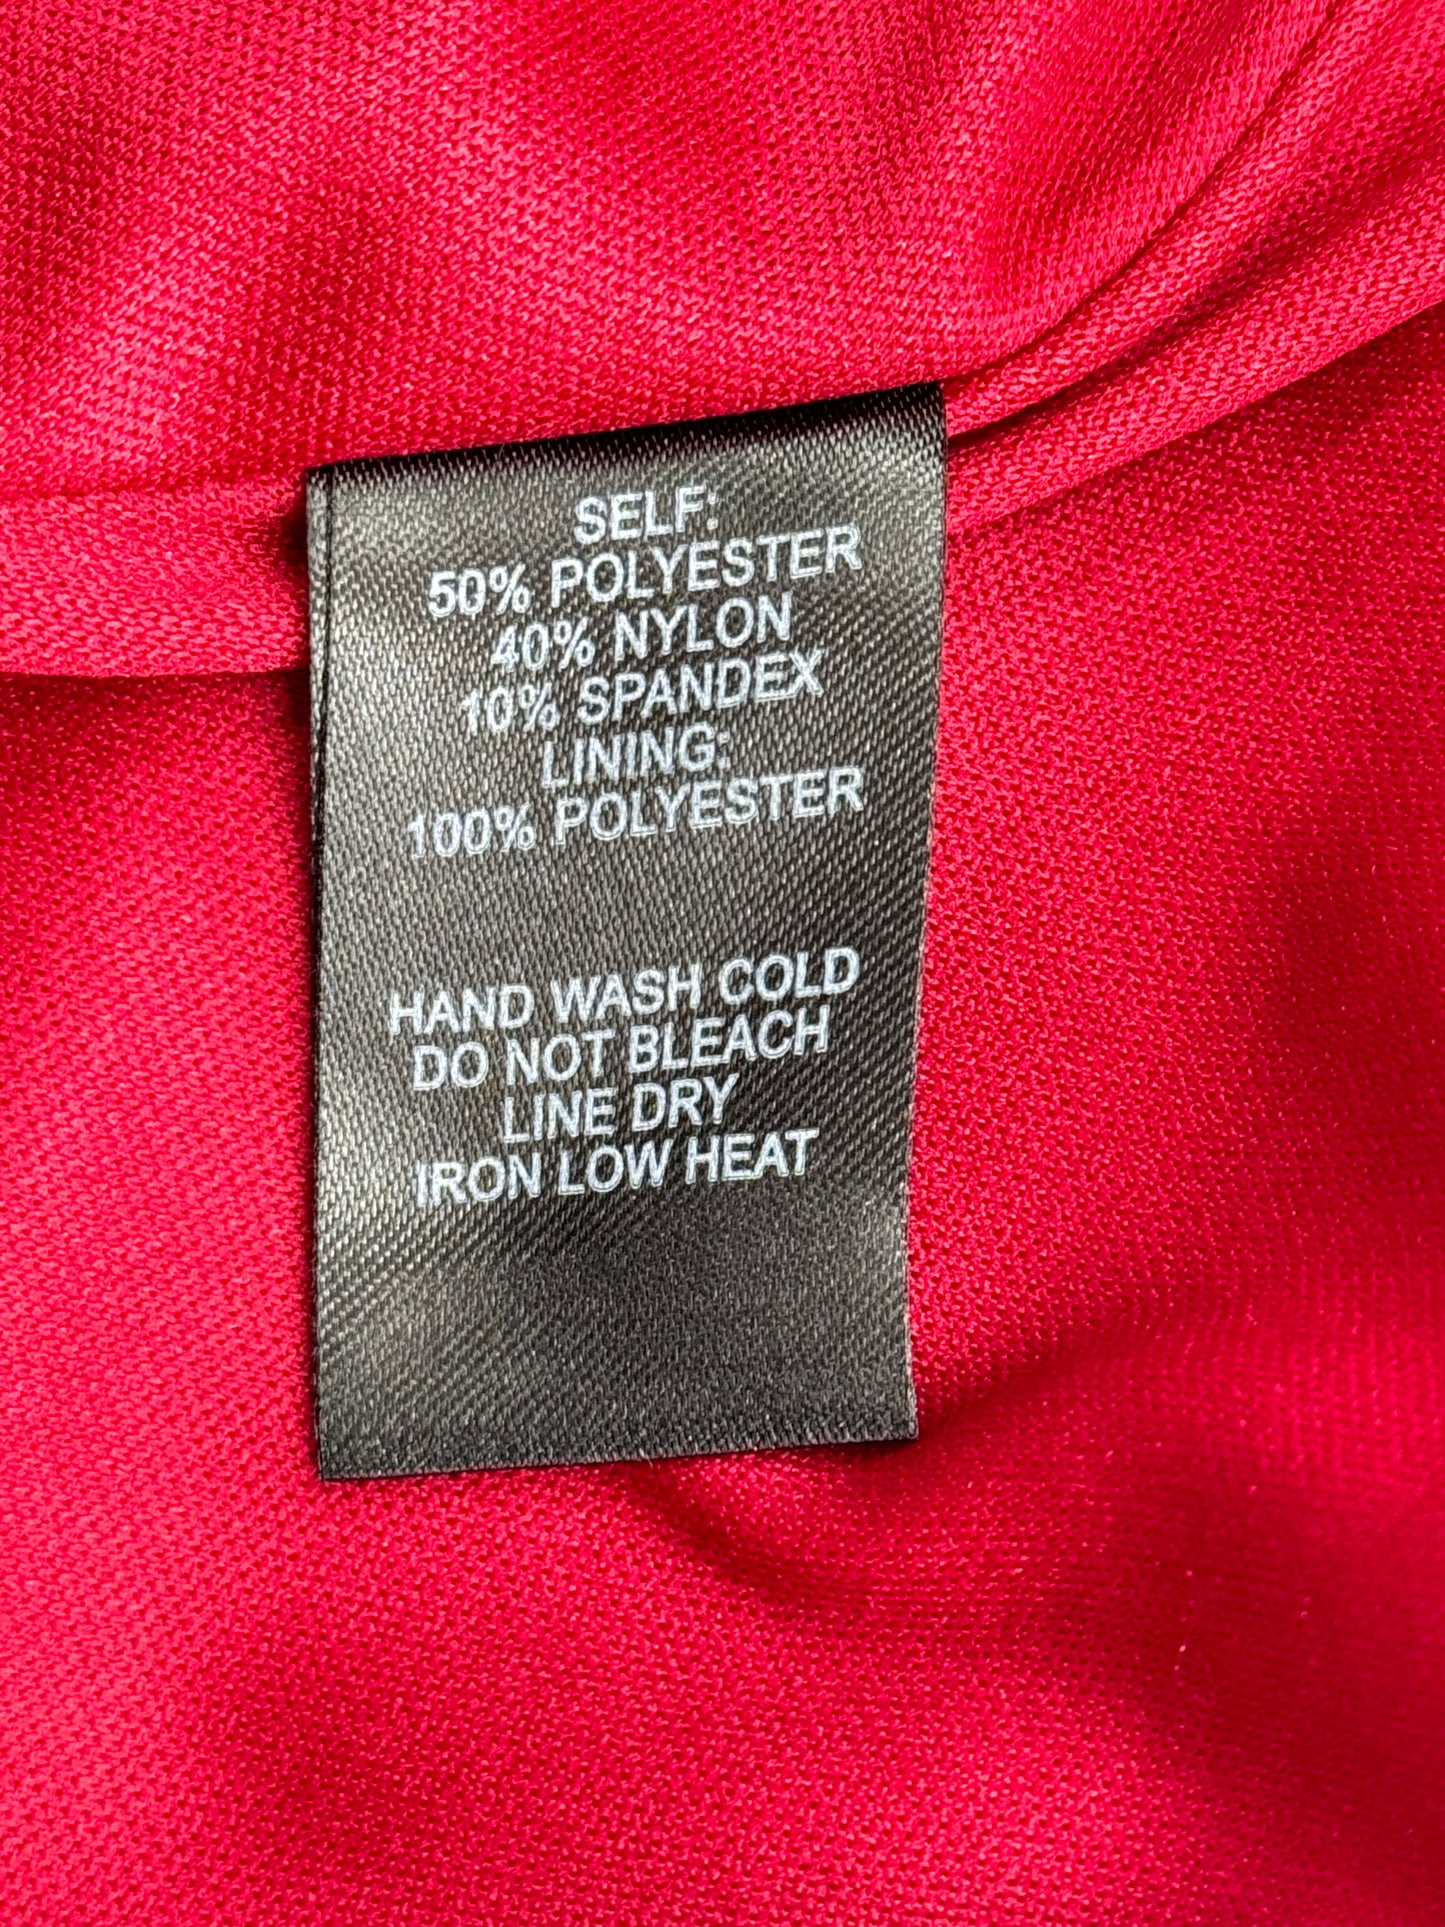 SELF:
50% POLYESTER
40% NYLON
10% SPANDEX
LINING:
100% POLYESTER
HAND WASH COLD
DO NOT BLEACH
LINE DRY
IRON LOW HEAT